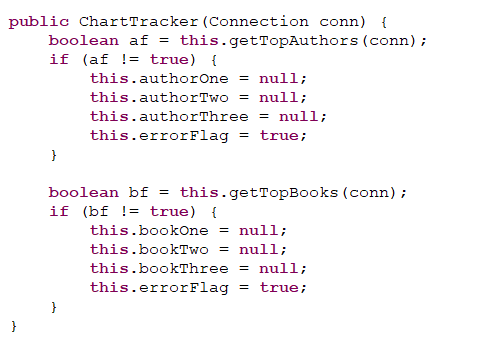 public ChartTracker(Connection conn) {
    boolean af = this.getTopAuthors(conn);
    if (af != true) {
        this.authorOne = null;
        this.authorTwo = null;
        this.authorThree = null;
        this.errorFlag = true;
    }

    boolean bf = this.getTopBooks(conn);
    if (bf != true) {
        this.bookOne = null;
        this.bookTwo = null;
        this.bookThree = null;
        this.errorFlag = true;
    }
}